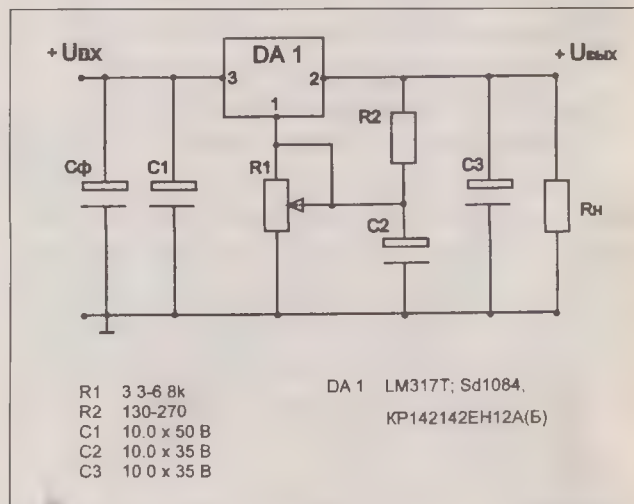 + Uвх
DA 1
+ Uвых
3
2
1
R2
Cф
C1
R1
C3
C2
Rн
R1 3 3-6 8k
R2 130-270
C1 10.0 x 50 В
C2 10.0 x 35 В
C3 10 0 x 35 В
DA 1 LM317T; Sd1084,
КР142142ЕН12А(Б)